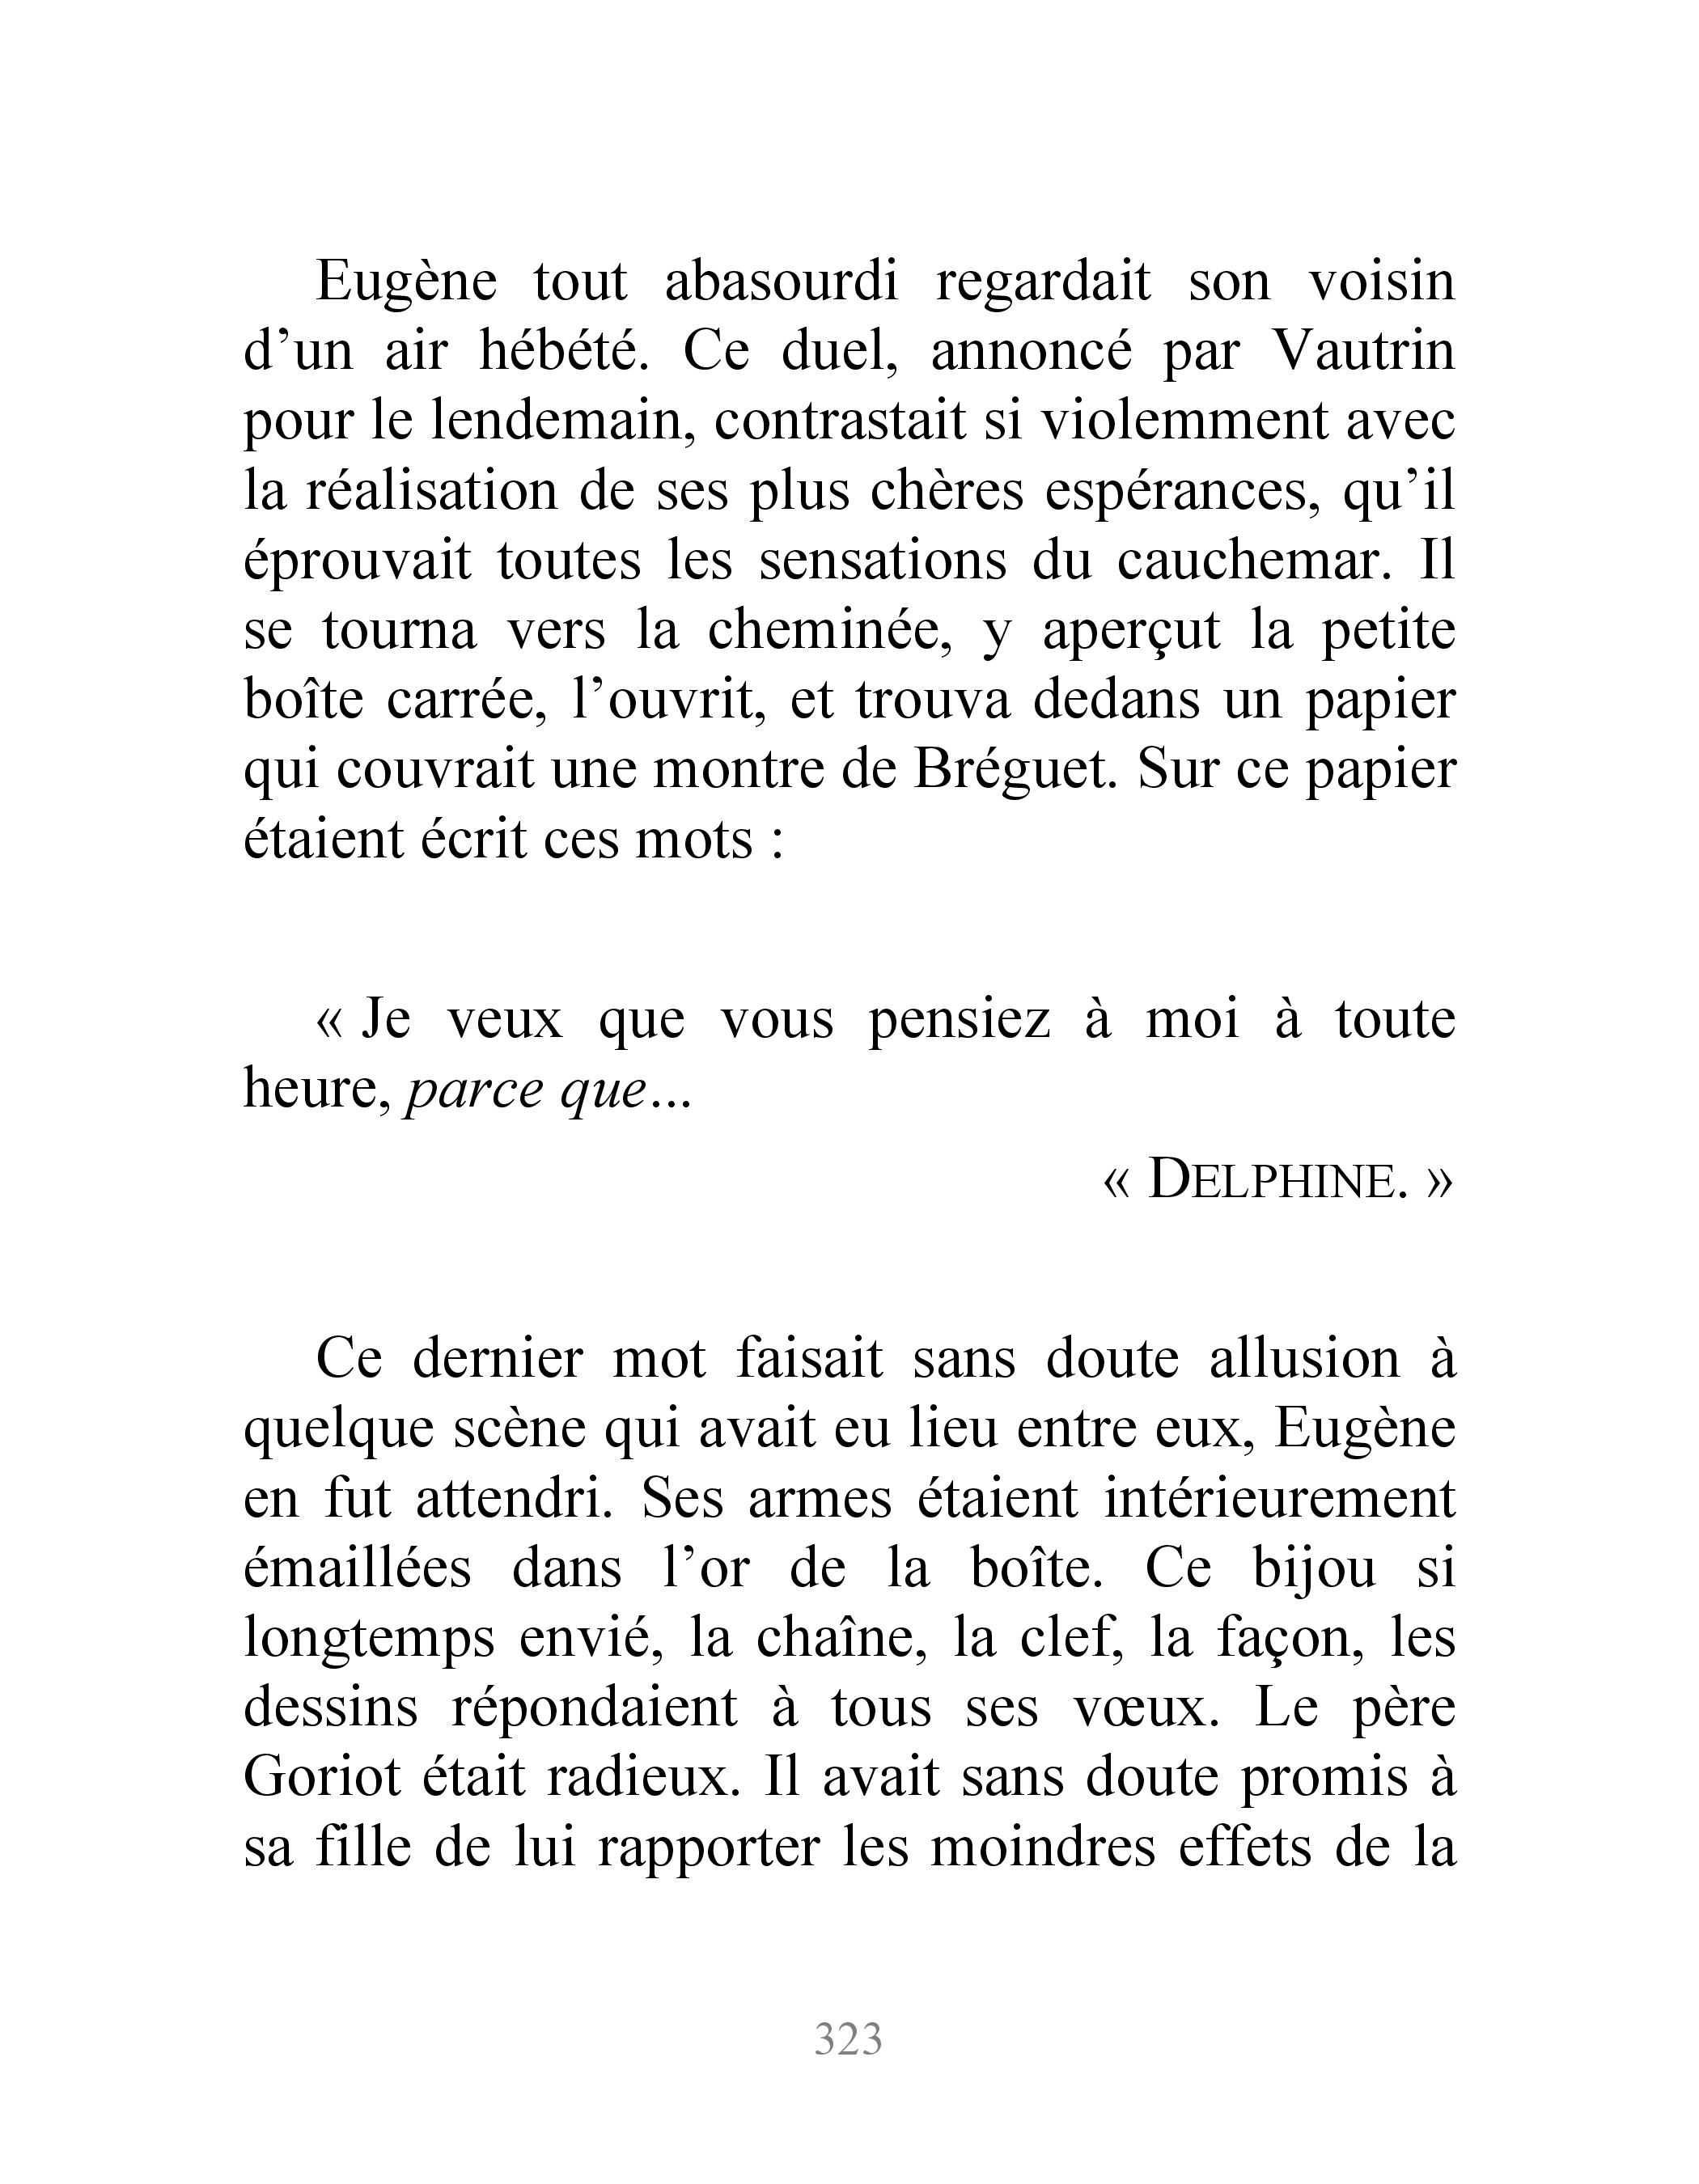 Eugène tout abasourdi regardait son voisin
d’un air hébété. Ce duel, annoncé par Vautrin
pour le lendemain, contrastait si violemment avec
la réalisation de ses plus chères espérances, qu’il
éprouvait toutes les sensations du cauchemar. Il
se tourna vers la cheminée, y aperçut la petite
boîte carrée, l’ouvrit, et trouva dedans un papier
qui couvrait une montre de Bréguet. Sur ce papier
étaient écrit ces mots :
« Je veux que vous pensiez à moi à toute
heure, parce que...
« DELPHINE. »
Ce dernier mot faisait sans doute allusion à
quelque scène qui avait eu lieu entre eux, Eugène
en fut attendri. Ses armes étaient intérieurement
émaillées dans l’or de la boîte. Ce bijou si
longtemps envié, la chaîne, la clef, la façon, les
dessins répondaient à tous ses vœux. Le père
Goriot était radieux. Il avait sans doute promis à
sa fille de lui rapporter les moindres effets de la
323